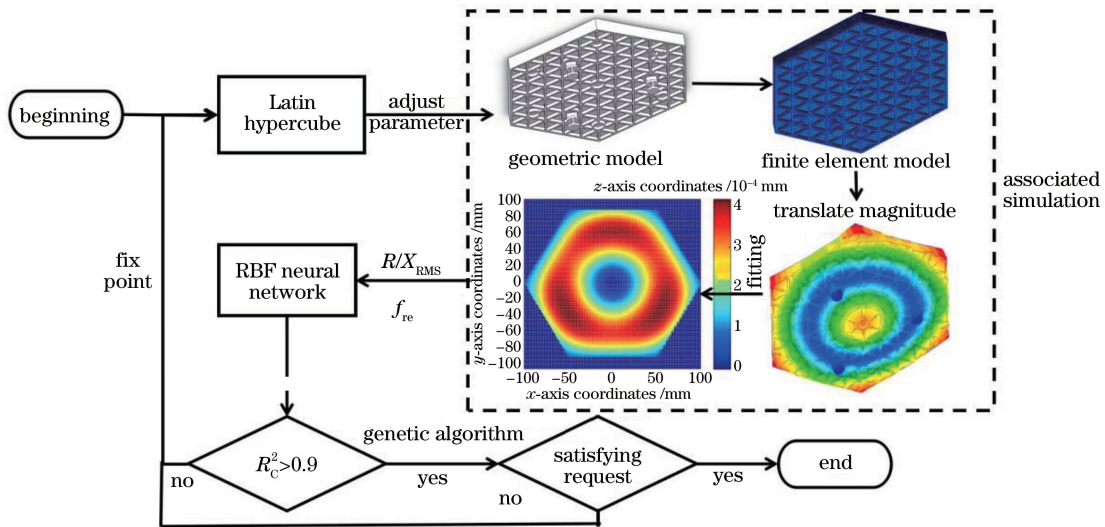 beginning
Latin
hypercube
adjust
parameter
geometric model
finite element model
associated
simulation
translate magnitude
z-axis coordinates /10⁻⁴ mm
4
3
2
1
0
fitting
y-axis coordinates /mm
100
80
60
40
20
0
−20
−40
−60
−80
−100
−100
−50
0
50
100
x-axis coordinates /mm
R/X_RMS
f_re
RBF neural
network
fix
point
R_C²>0.9
no
genetic algorithm
yes
satisfying
request
no
yes
end